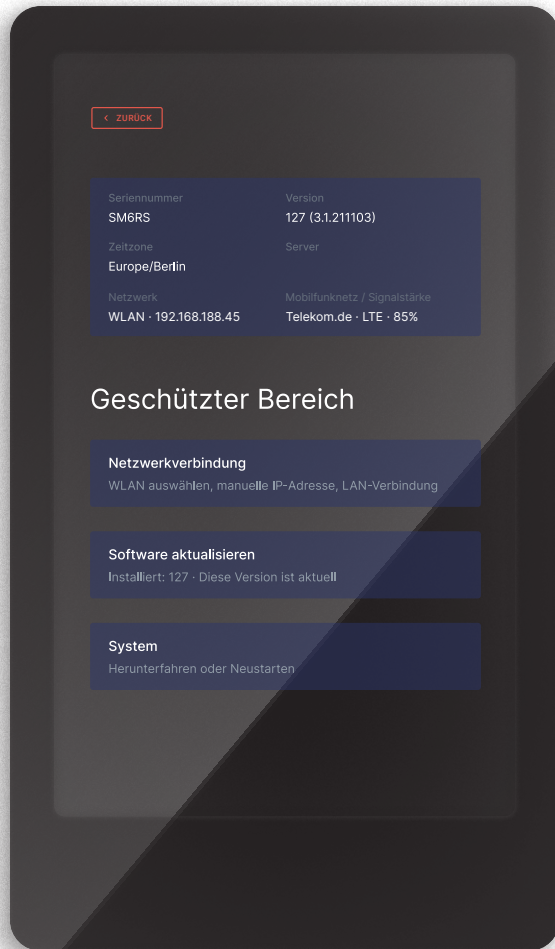 ZURÜCK
Seriennummer Version
SM6RS 127 (3.1.211103)
Zeitzone Server
Europe/Berlin
Netzwerk Mobilfunknetz / Signalstärke
WLAN · 192.168.188.45 Telekom.de · LTE · 85%
Geschützter Bereich
Netzwerkverbindung
WLAN auswählen, manuelle IP-Adresse, LAN-Verbindung
Software aktualisieren
Installiert: 127 · Diese Version ist aktuell
System
Herunterfahren oder Neustarten